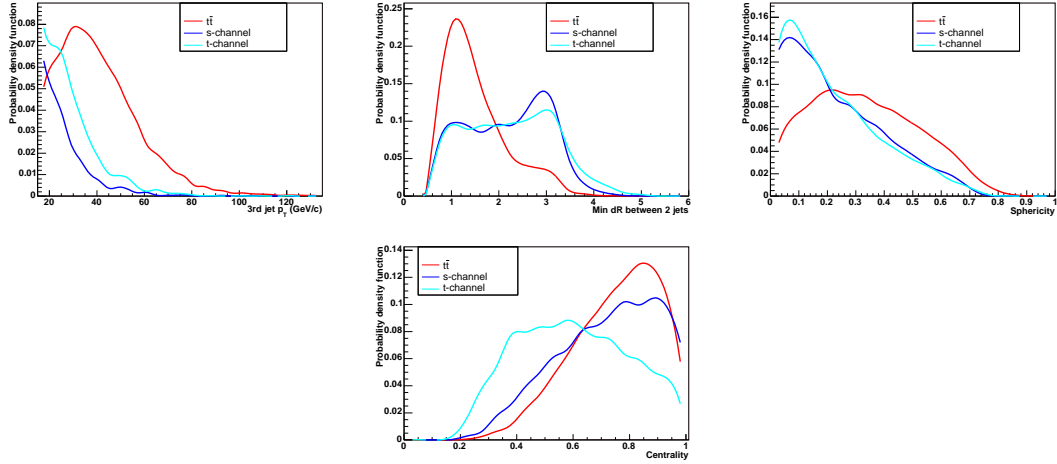 Probability density function
0.09
0.08
0.07
0.06
0.05
0.04
0.03
0.02
0.01
0
20 40 60 80 100 120
3rd jet p_T (GeV/c)
tt̄
s-channel
t-channel
Probability density function
0.25
0.20
0.15
0.10
0.05
0
0 1 2 3 4 5 6
Min dR between 2 jets
tt̄
s-channel
t-channel
Probability density function
0.16
0.14
0.12
0.10
0.08
0.06
0.04
0.02
0
0 0.1 0.2 0.3 0.4 0.5 0.6 0.7 0.8 0.9 1
Sphericity
tt̄
s-channel
t-channel
Probability density function
0.14
0.12
0.10
0.08
0.06
0.04
0.02
0
0 0.2 0.4 0.6 0.8 1
Centrality
tt̄
s-channel
t-channel